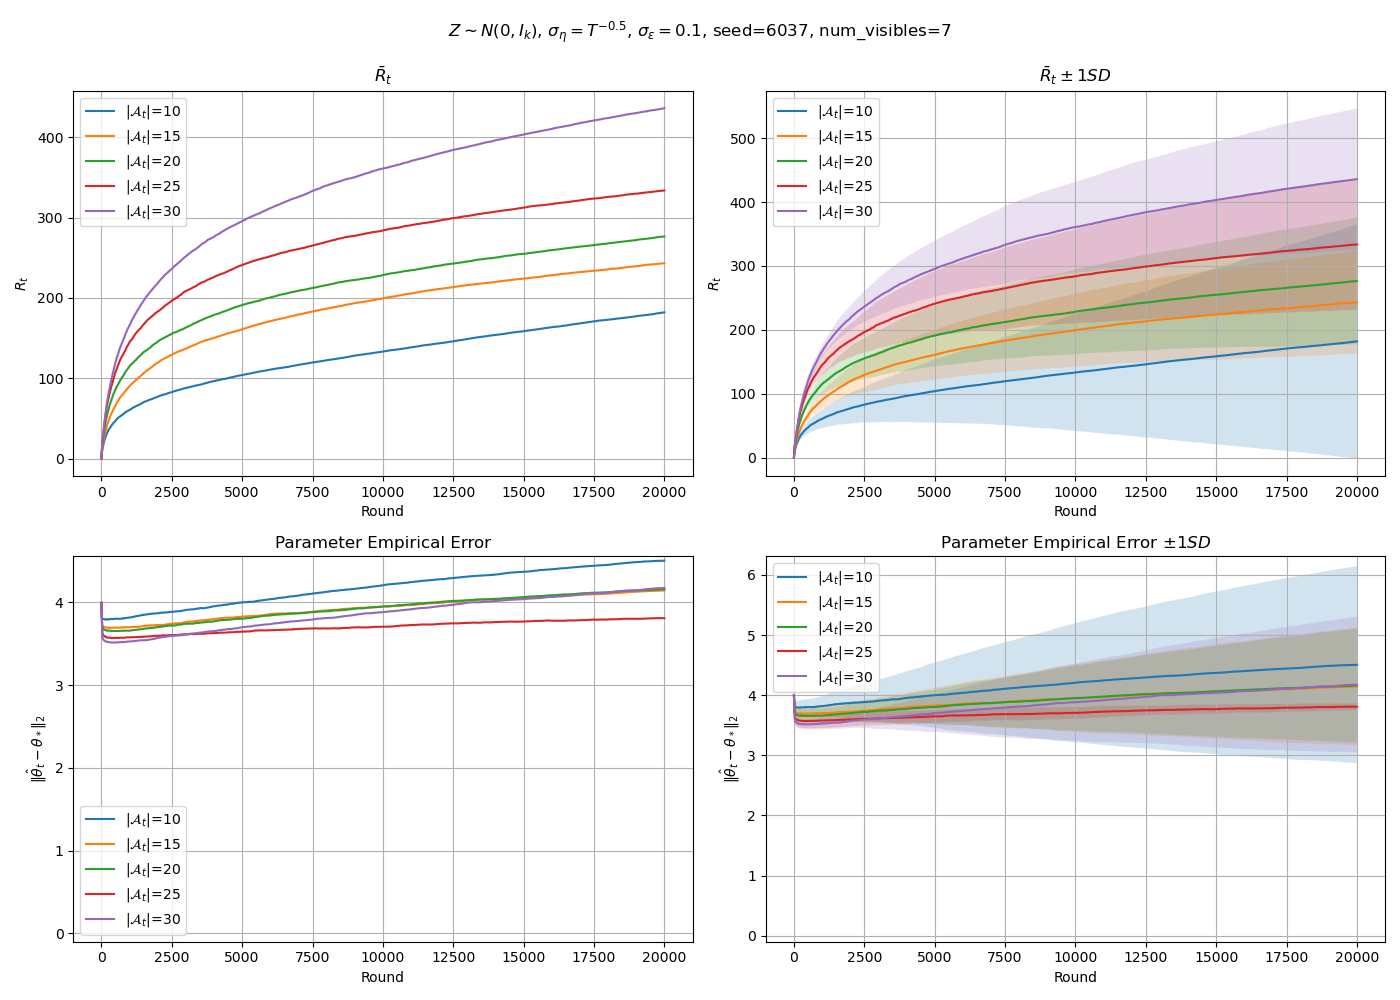 Z ∼ N(0, I_k), σ_η = T^{−0.5}, σ_ε = 0.1, seed=6037, num_visibles=7
R̄_t
R_t
400
300
200
100
0
|𝒜_t|=10
|𝒜_t|=15
|𝒜_t|=20
|𝒜_t|=25
|𝒜_t|=30
0 2500 5000 7500 10000 12500 15000 17500 20000
Round
R̄_t ± 1SD
R_t
500
400
300
200
100
0
|𝒜_t|=10
|𝒜_t|=15
|𝒜_t|=20
|𝒜_t|=25
|𝒜_t|=30
0 2500 5000 7500 10000 12500 15000 17500 20000
Round
Parameter Empirical Error
‖θ̂_t − θ_*‖_2
4
3
2
1
0
|𝒜_t|=10
|𝒜_t|=15
|𝒜_t|=20
|𝒜_t|=25
|𝒜_t|=30
0 2500 5000 7500 10000 12500 15000 17500 20000
Round
Parameter Empirical Error ±1SD
‖θ̂_t − θ_*‖_2
6
5
4
3
2
1
0
|𝒜_t|=10
|𝒜_t|=15
|𝒜_t|=20
|𝒜_t|=25
|𝒜_t|=30
0 2500 5000 7500 10000 12500 15000 17500 20000
Round